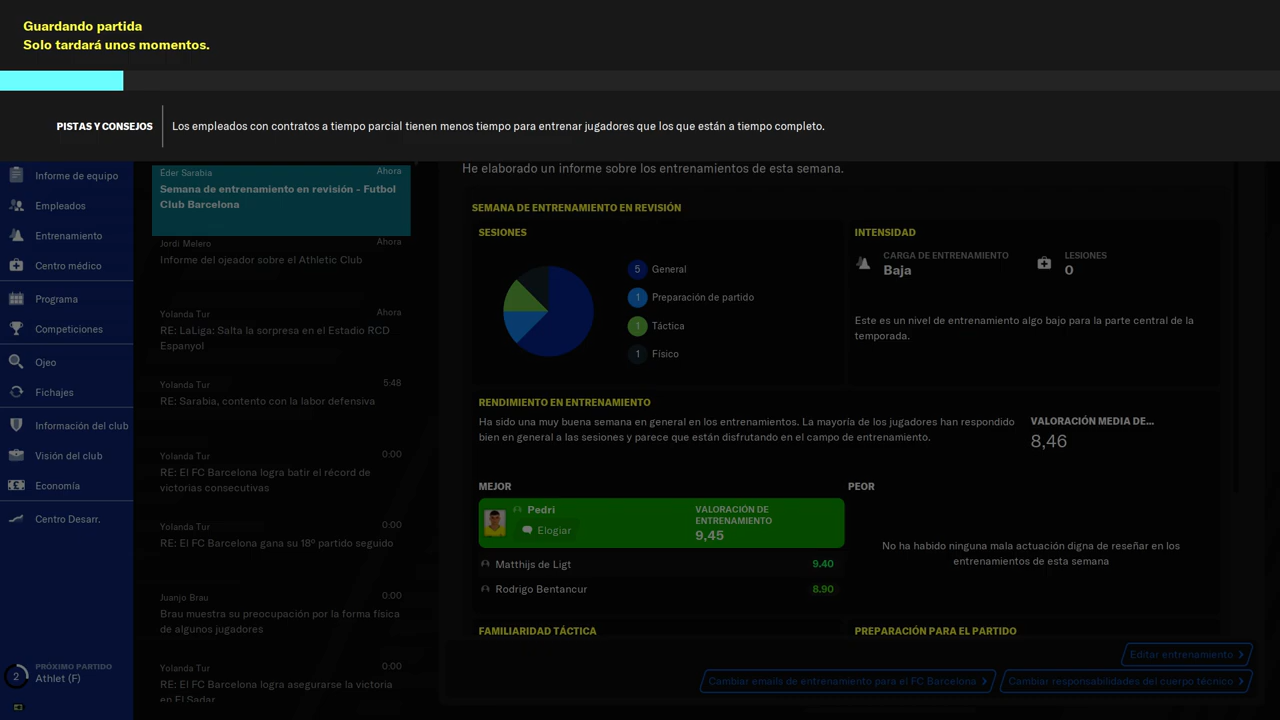 Guardando partida
Solo tardará unos momentos.
PISTAS Y CONSEJOS
Los empleados con contratos a tiempo parcial tienen menos tiempo para entrenar jugadores que los que están a tiempo completo.
Informe de equipo
Empleados
Entrenamiento
Centro médico
Programa
Competiciones
Ojeo
Fichajes
Información del club
Visión del club
Economía
Centro Desarr.
2
PRÓXIMO PARTIDO
Athlet (F)
Éder Sarabia
Ahora
Semana de entrenamiento en revisión - Futbol
Club Barcelona
Jordi Melero
Ahora
Informe del ojeador sobre el Athletic Club
Yolanda Tur
Ahora
RE: LaLiga: Salta la sorpresa en el Estadio RCD
Espanyol
Yolanda Tur
5:48
RE: Sarabia, contento con la labor defensiva
Yolanda Tur
0:00
RE: El FC Barcelona logra batir el récord de
victorias consecutivas
Yolanda Tur
0:00
RE: El FC Barcelona gana su 18º partido seguido
Juanjo Brau
0:00
Brau muestra su preocupación por la forma física
de algunos jugadores
Yolanda Tur
0:00
RE: El FC Barcelona logra asegurarse la victoria
en El Sadar
He elaborado un informe sobre los entrenamientos de esta semana.
SEMANA DE ENTRENAMIENTO EN REVISIÓN
SESIONES
5 General
1 Preparación de partido
1 Táctica
1 Físico
INTENSIDAD
CARGA DE ENTRENAMIENTO
Baja
LESIONES
0
Este es un nivel de entrenamiento algo bajo para la parte central de la
temporada.
RENDIMIENTO EN ENTRENAMIENTO
Ha sido una muy buena semana en general en los entrenamientos. La mayoría de los jugadores han respondido
bien en general a las sesiones y parece que están disfrutando en el campo de entrenamiento.
VALORACIÓN MEDIA DE...
8,46
MEJOR
Pedri
Elogiar
VALORACIÓN DE
ENTRENAMIENTO
9,45
Matthijs de Ligt
9.40
Rodrigo Bentancur
8.90
PEOR
No ha habido ninguna mala actuación digna de reseñar en los
entrenamientos de esta semana
FAMILIARIDAD TÁCTICA
PREPARACIÓN PARA EL PARTIDO
Editar entrenamiento
Cambiar emails de entrenamiento para el FC Barcelona
Cambiar responsabilidades del cuerpo técnico